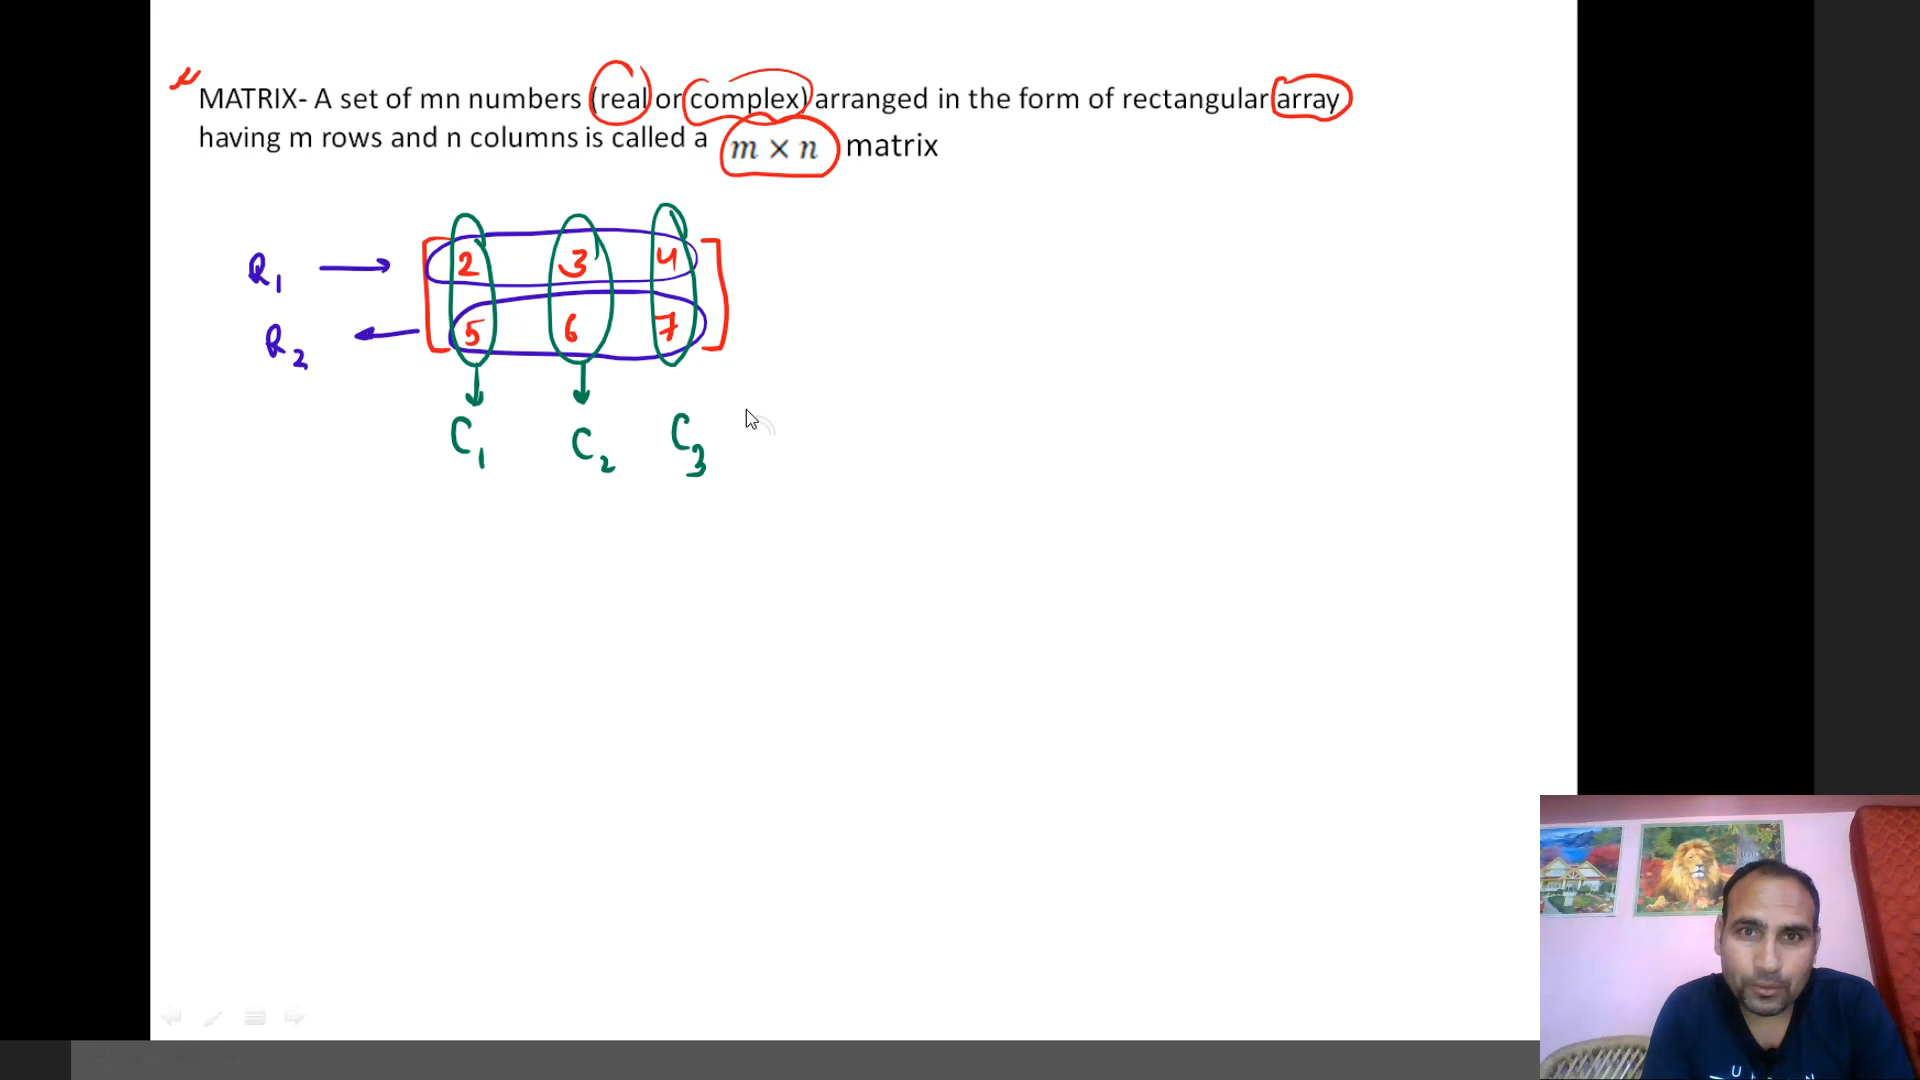 MATRIX- A set of mn numbers (real or complex) arranged in the form of rectangular array
having m rows and n columns is called a m × n matrix
R1 → 2 3 4
R2 ← 5 6 7
C1 C2 C3